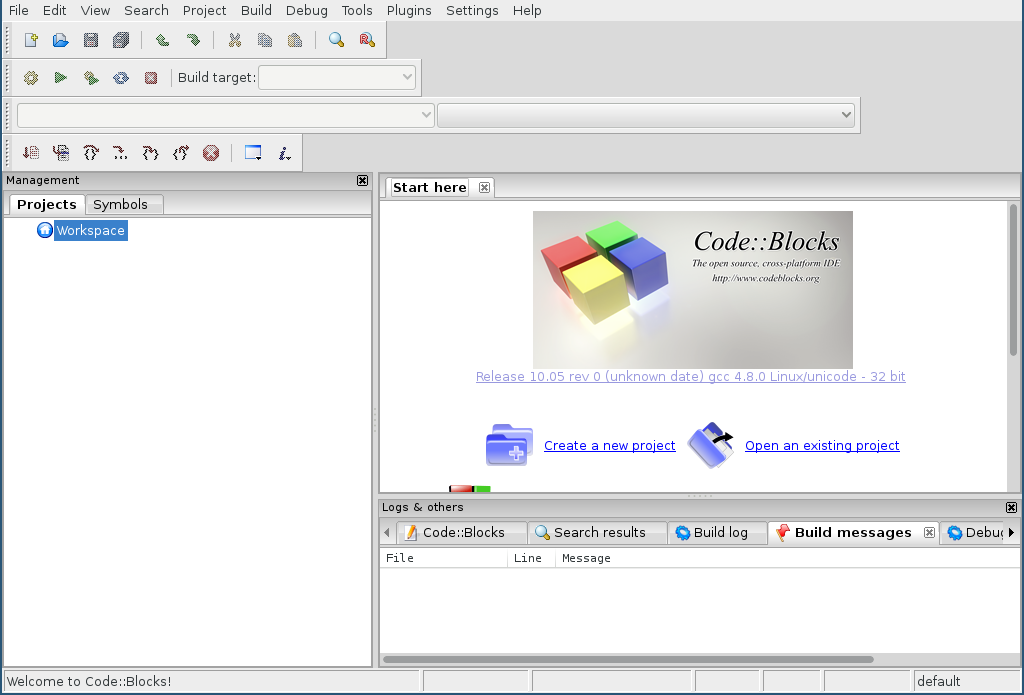 File Edit View Search Project Build Debug Tools Plugins Settings Help
Build target:
Management
Projects Symbols
Workspace
Start here
Code::Blocks
The open source, cross-platform IDE
http://www.codeblocks.org
Release 10.05 rev 0 (unknown date) gcc 4.8.0 Linux/unicode - 32 bit
Create a new project Open an existing project
Logs & others
Code::Blocks Search results Build log Build messages Debug
File Line Message
Welcome to Code::Blocks! default